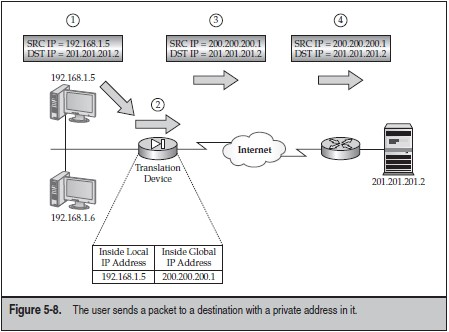 1
3
4
SRC IP = 192.168.1.5
DST IP = 201.201.201.2
SRC IP = 200.200.200.1
DST IP = 201.201.201.2
SRC IP = 200.200.200.1
DST IP = 201.201.201.2
192.168.1.5
2
Internet
Translation
Device
201.201.201.2
192.168.1.6
Inside Local
IP Address
Inside Global
IP Address
192.168.1.5
200.200.200.1
Figure 5-8. The user sends a packet to a destination with a private address in it.